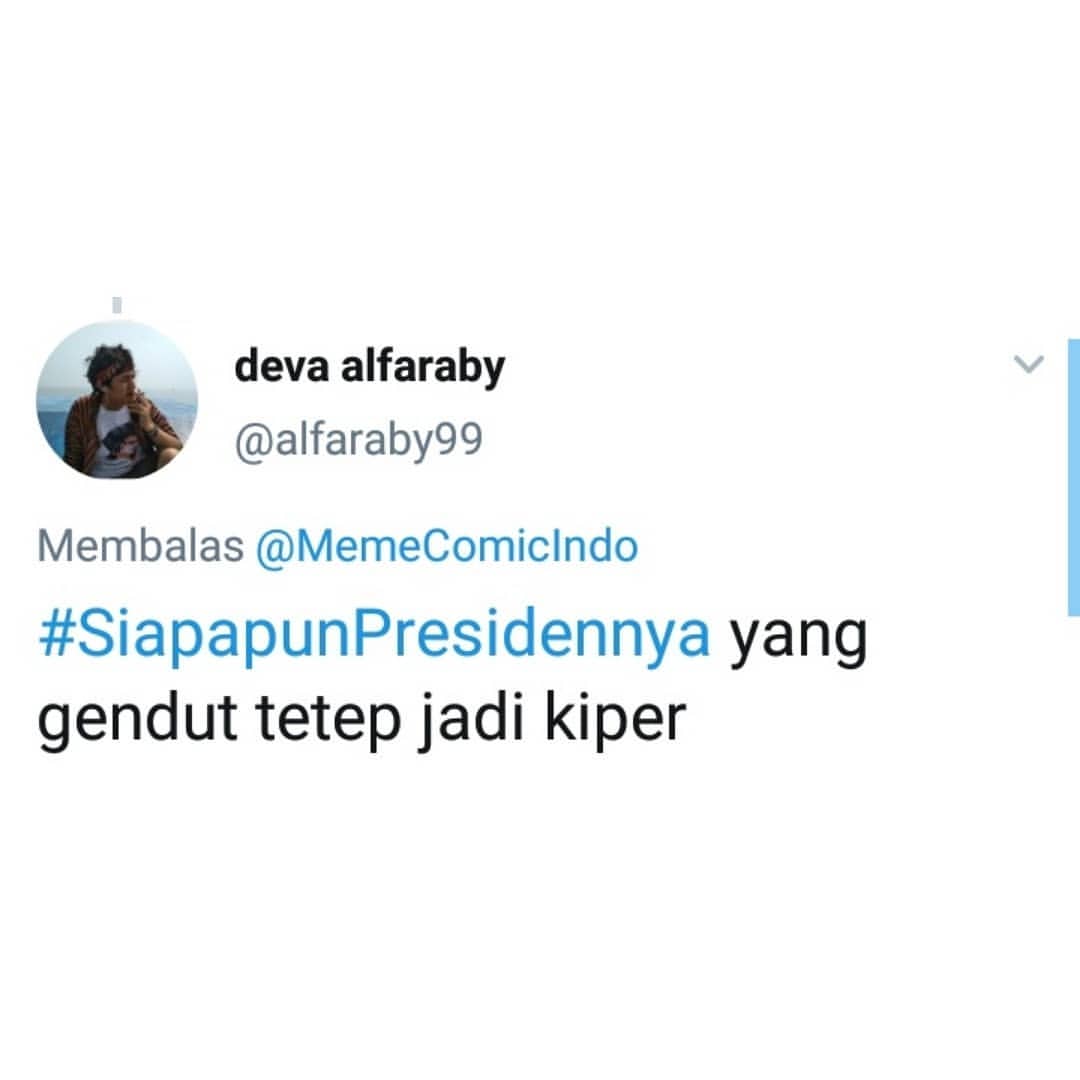 deva alfaraby
@alfaraby99
Membalas @MemeComicIndo
#SiapapunPresidennya yang
gendut tetep jadi kiper